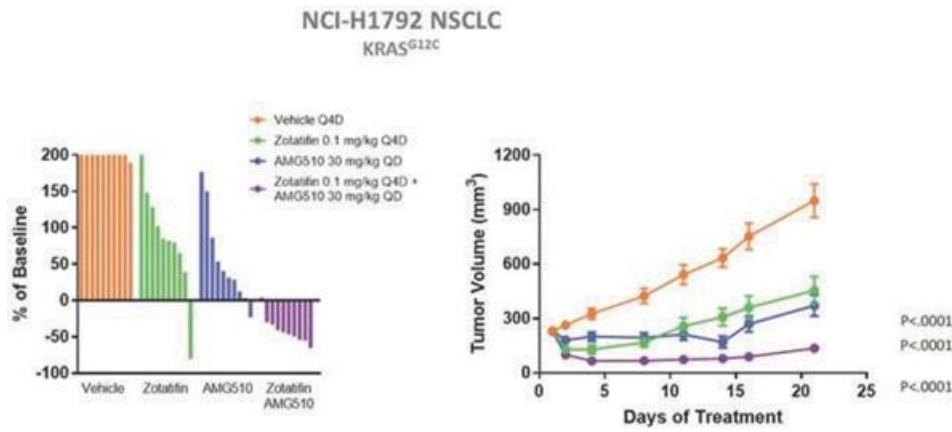 NCI-H1792 NSCLC
KRASG12C
Vehicle Q4D
Zotatifin 0.1 mg/kg Q4D
AMG510 30 mg/kg QD
Zotatifin 0.1 mg/kg Q4D +
AMG510 30 mg/kg QD
% of Baseline
200
150
100
50
0
-50
-100
Vehicle
Zotatifin
AMG510
Zotatifin
AMG510
Tumor Volume (mm3)
1200
900
600
300
0
0
5
10
15
20
25
Days of Treatment
P<.0001
P<.0001
P<.0001